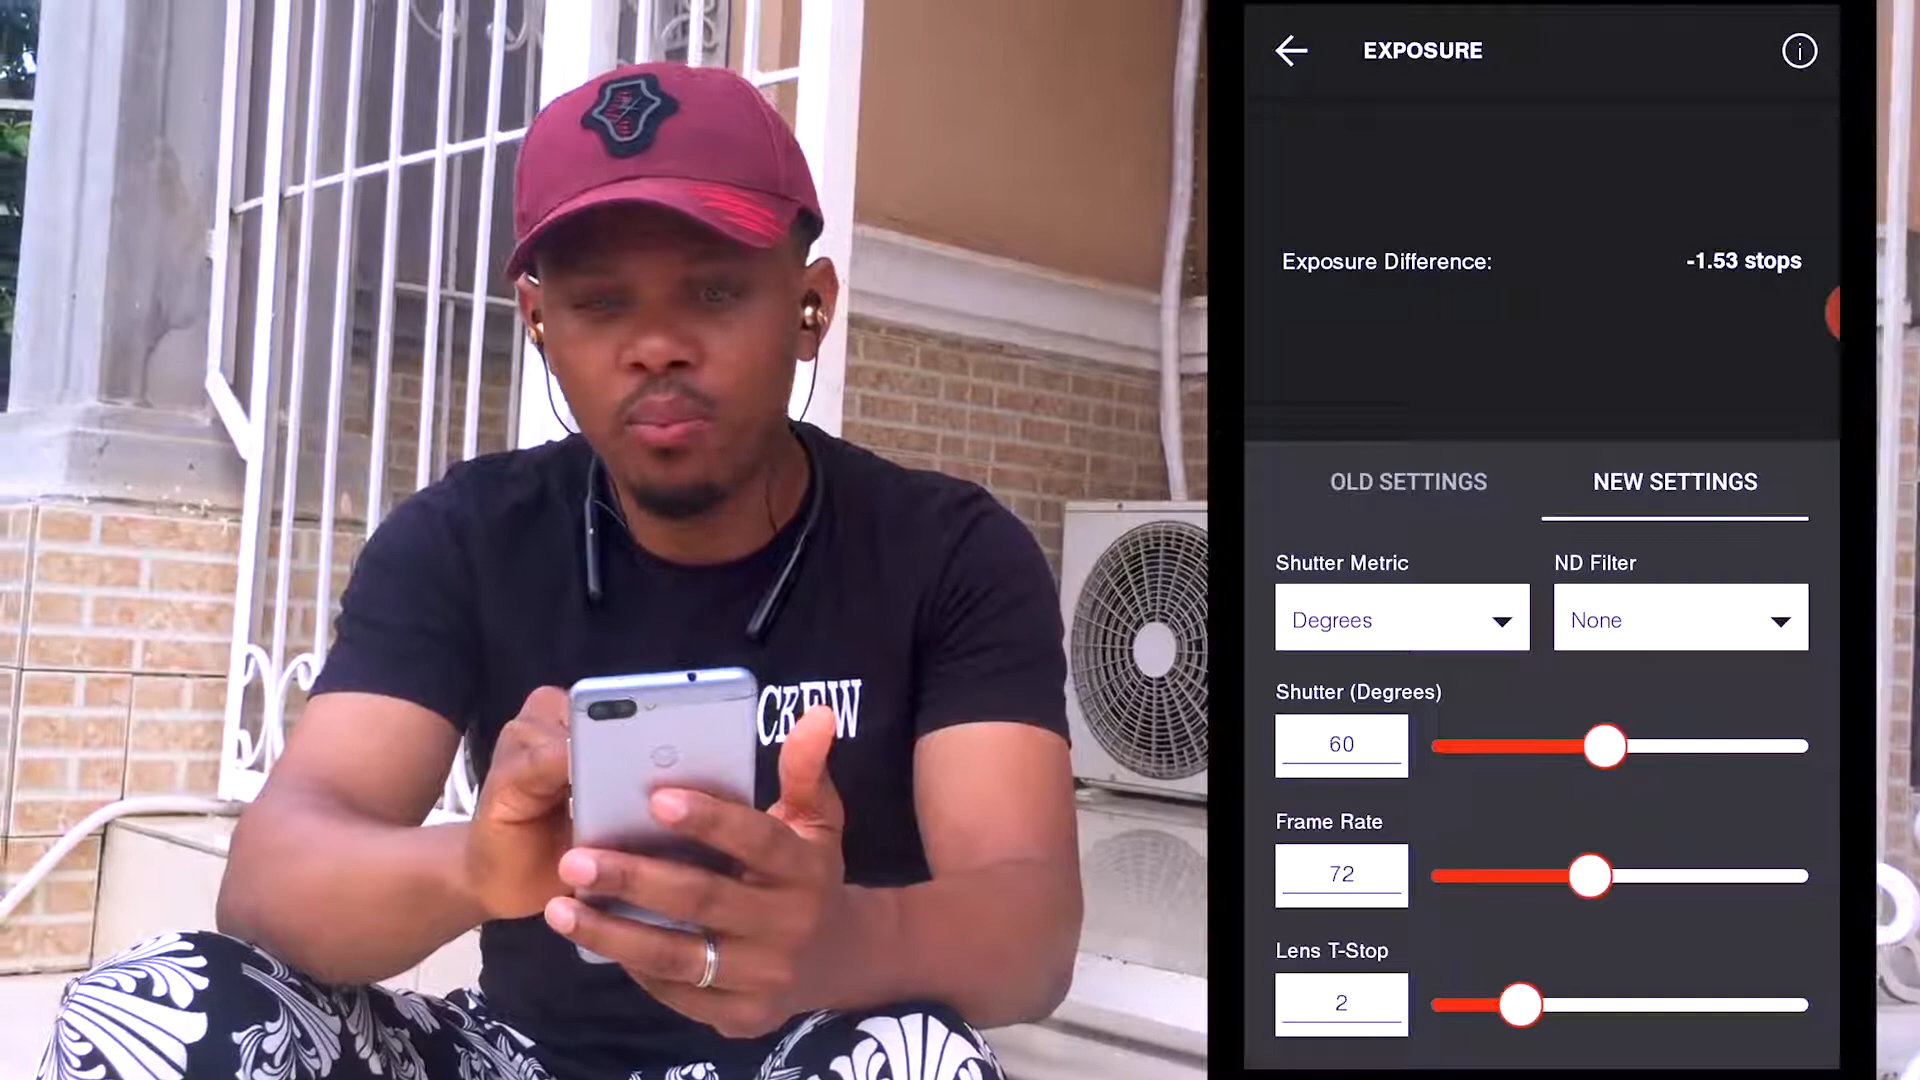 CREW
EXPOSURE
i
Exposure Difference: -1.53 stops
OLD SETTINGS NEW SETTINGS
Shutter Metric ND Filter
Degrees None
Shutter (Degrees)
60
Frame Rate
72
Lens T-Stop
2